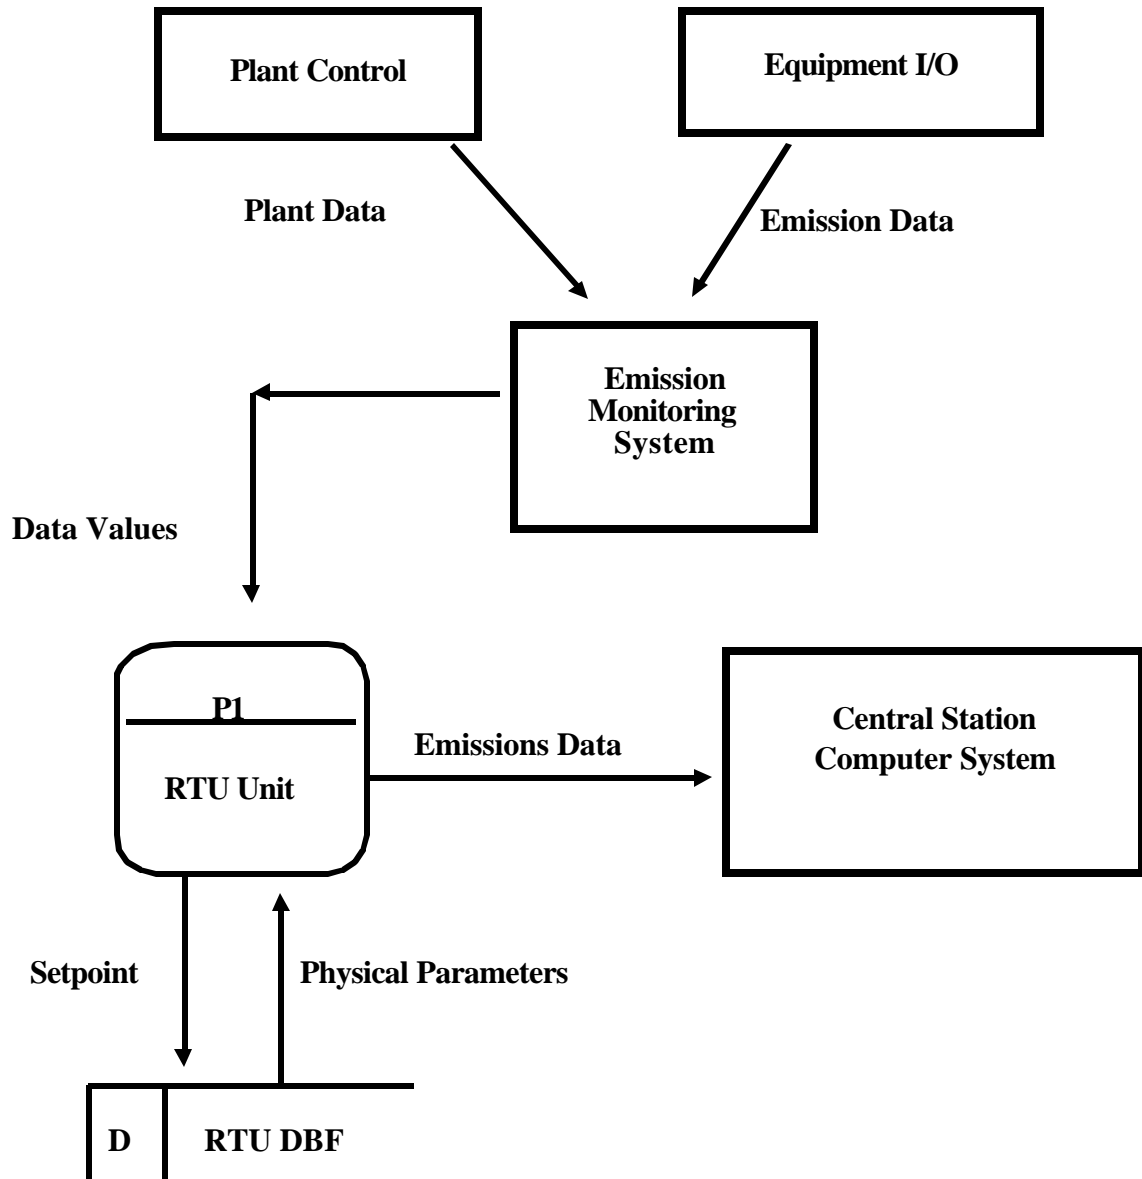 Plant Control
Equipment I/O
Plant Data
Emission Data
Emission
Monitoring
System
Data Values
P1
RTU Unit
Emissions Data
Central Station
Computer System
Setpoint
Physical Parameters
D
RTU DBF